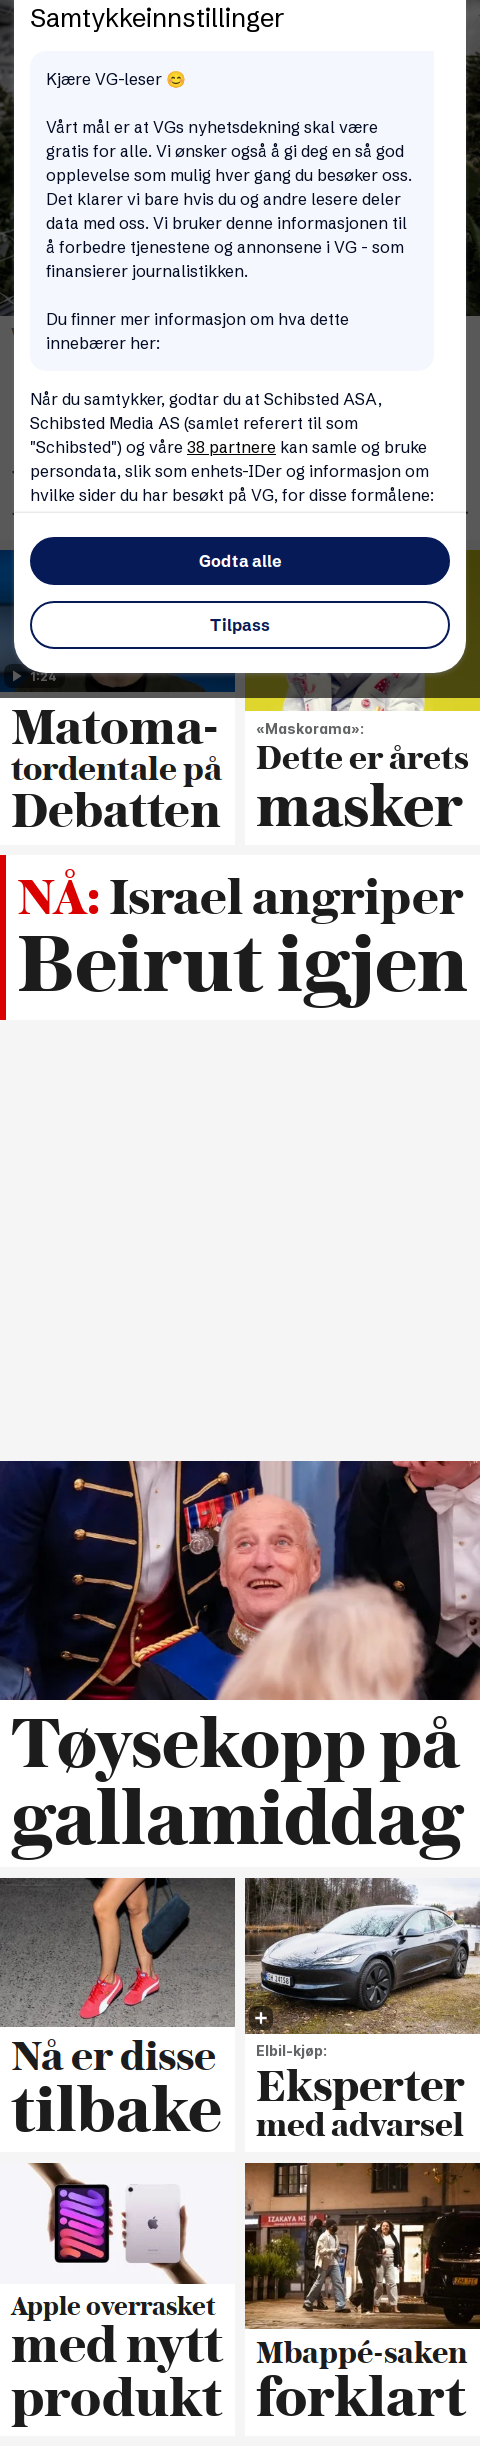 Samtykkeinnstillinger
Kjære VG-leser 😊
Vårt mål er at VGs nyhetsdekning skal være
gratis for alle. Vi ønsker også å gi deg en så god
opplevelse som mulig hver gang du besøker oss.
Det klarer vi bare hvis du og andre lesere deler
data med oss. Vi bruker denne informasjonen til
å forbedre tjenestene og annonsene i VG - som
finansierer journalistikken.
Du finner mer informasjon om hva dette
innebærer her:
Når du samtykker, godtar du at Schibsted ASA,
Schibsted Media AS (samlet referert til som
"Schibsted") og våre 38 partnere kan samle og bruke
persondata, slik som enhets-IDer og informasjon om
hvilke sider du har besøkt på VG, for disse formålene:
Godta alle
Tilpass
1:24
Matoma-
tordentale på
Debatten
«Maskorama»:
Dette er årets
masker
NÅ: Israel angriper
Beirut igjen
Tøysekopp på
gallamiddag
Nå er disse
tilbake
Elbil-kjøp:
Eksperter
med advarsel
Apple overrasket
med nytt
produkt
IZAKAYA
Mbappé-saken
forklart